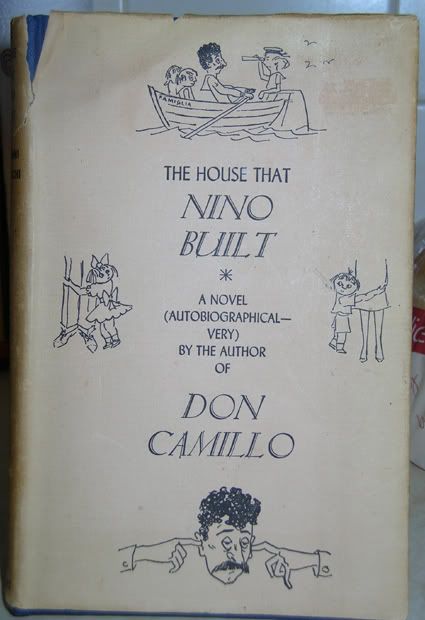 FAMIGLIA
THE HOUSE THAT
NINO
BUILT
*
A NOVEL
(AUTOBIOGRAPHICAL—
VERY)
BY THE AUTHOR
OF
DON
CAMILLO